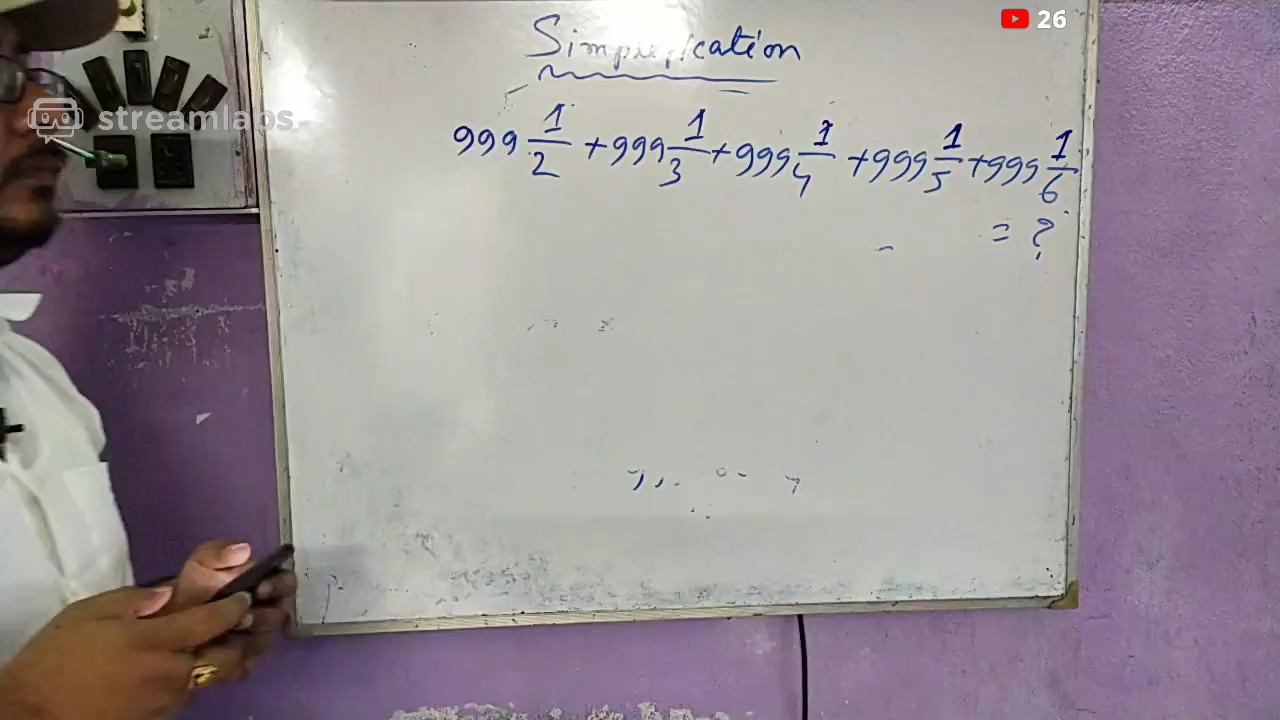 26
Simplification
streamlabs
999 1/2 + 999 1/3 + 999 1/4 + 999 1/5 + 999 1/6
= ?